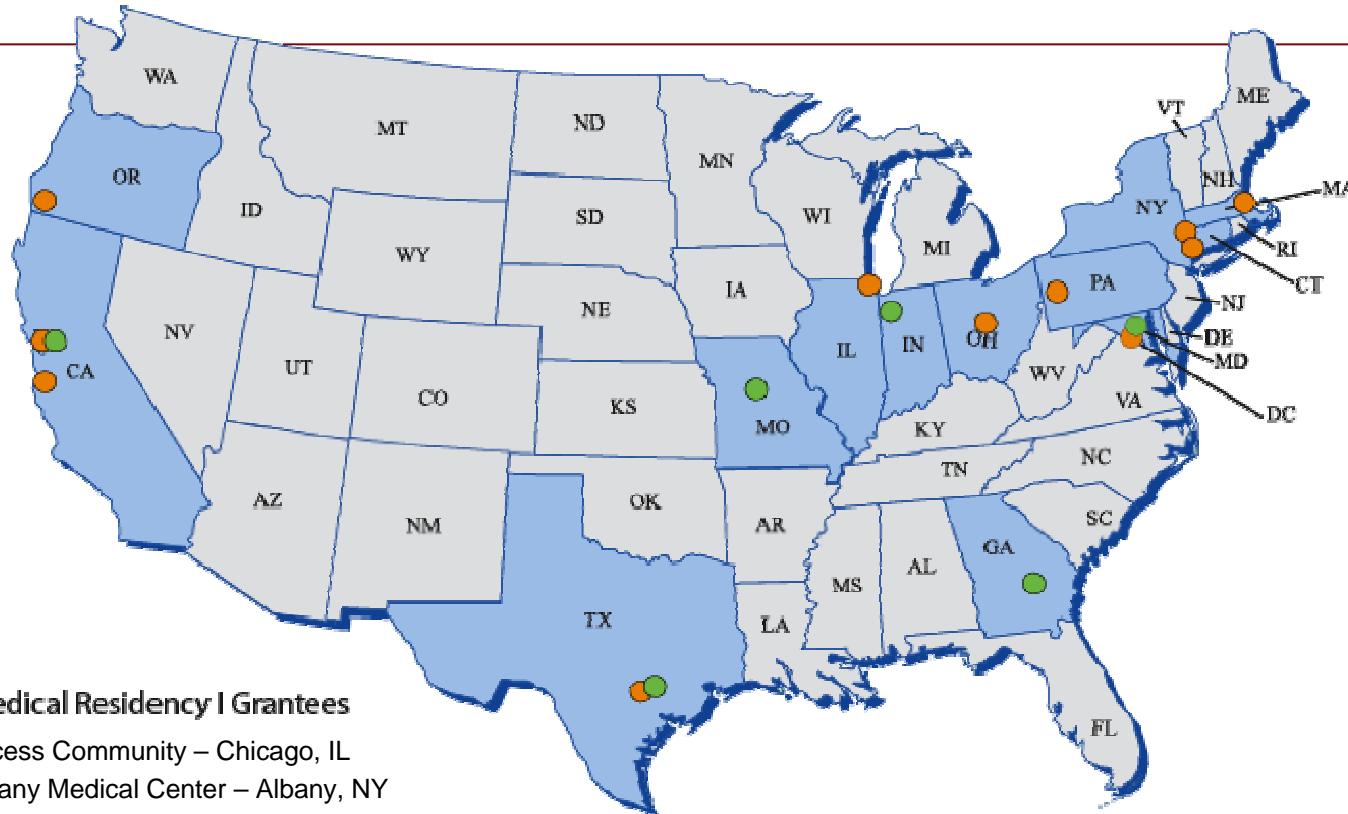 ME
WA
VT
MT
ND
MN
OR
NH
MA
ID
SD
WI
NY
MI
RI
WY
CT
IA
PA
NE
NJ
NV
IL
IN
OH
DE
UT
MD
CA
WV
CO
KS
VA
DC
MO
KY
NC
TN
AZ
OK
NM
AR
SC
GA
AL
MS
TX
LA
FL
edical Residency I Grantees
cess Community – Chicago, IL
any Medical Center – Albany, NY